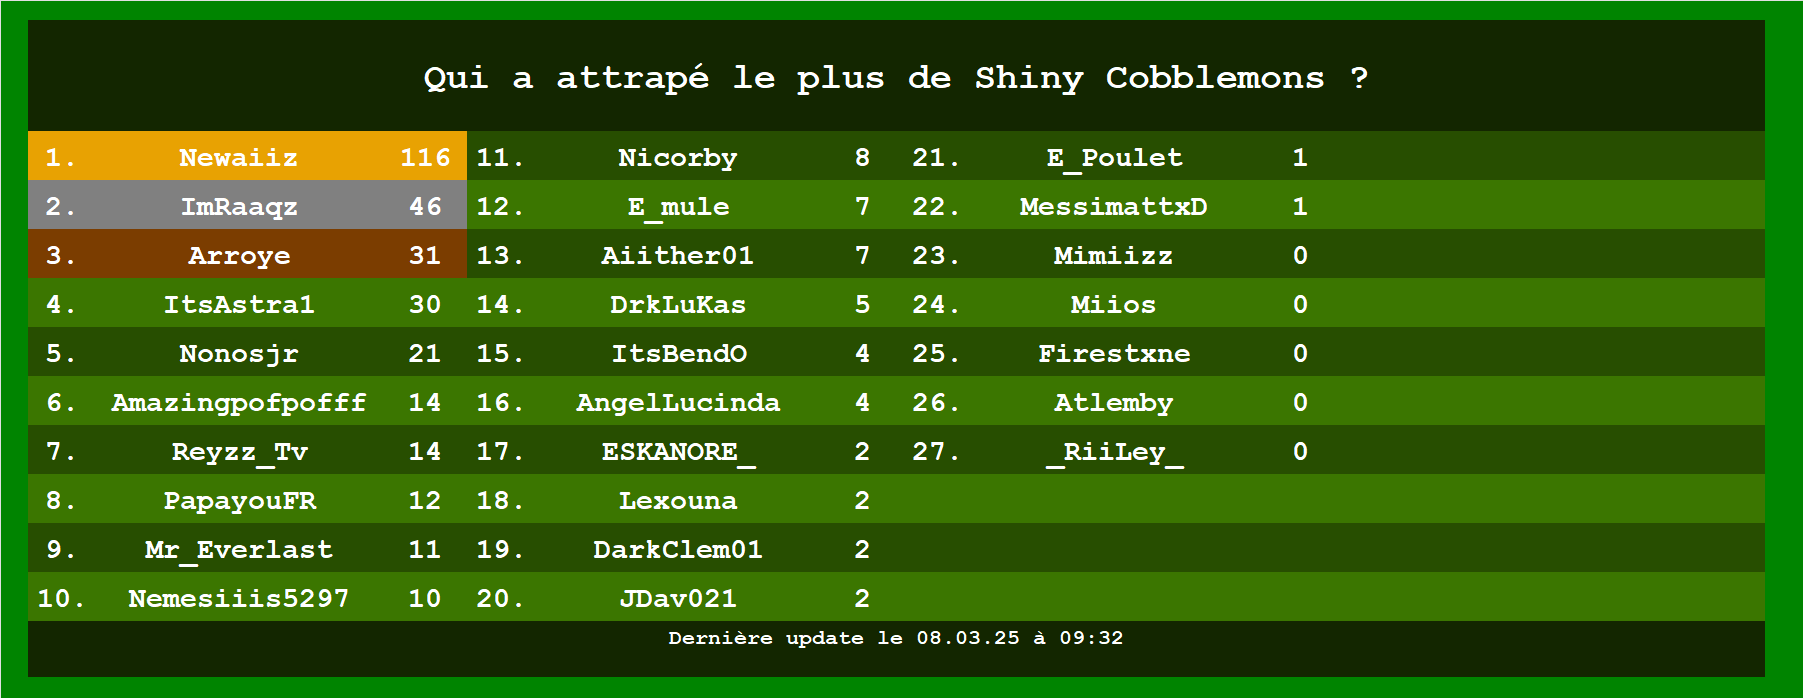 Qui a attrapé le plus de Shiny Cobblemons ?
1. Newaiiz 116 11. Nicorby 8 21. E_Poulet 1
2. ImRaaqz 46 12. E_mule 7 22. MessimattxD 1
3. Arroye 31 13. Aiither01 7 23. Mimiizz 0
4. ItsAstra1 30 14. DrkLuKas 5 24. Miios 0
5. Nonosjr 21 15. ItsBendO 4 25. Firestxne 0
6. Amazingpofpofff 14 16. AngelLucinda 4 26. Atlemby 0
7. Reyzz_Tv 14 17. ESKANORE_ 2 27. _RiiLey_ 0
8. PapayouFR 12 18. Lexouna 2
9. Mr_Everlast 11 19. DarkClem01 2
10. Nemesiiis5297 10 20. JDav021 2
Dernière update le 08.03.25 à 09:32